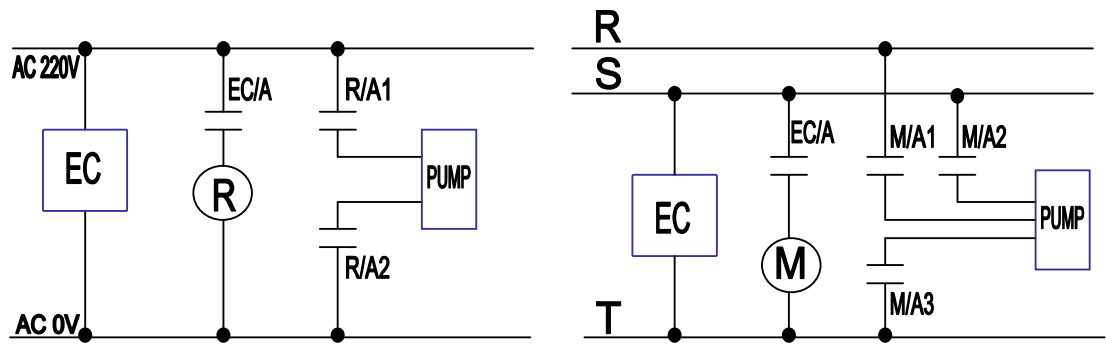 AC 220V
EC/A
R/A1
EC
R
PUMP
R/A2
AC 0V
R
S
EC/A
M/A1
M/A2
EC
M
PUMP
M/A3
T